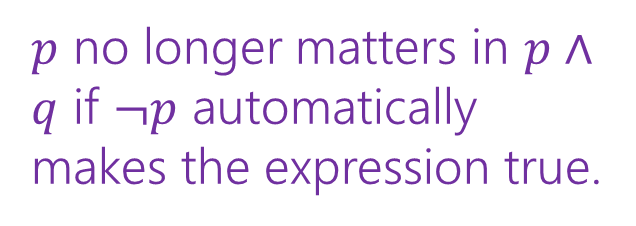 p no longer matters in p ∧
q if ¬p automatically
makes the expression true.